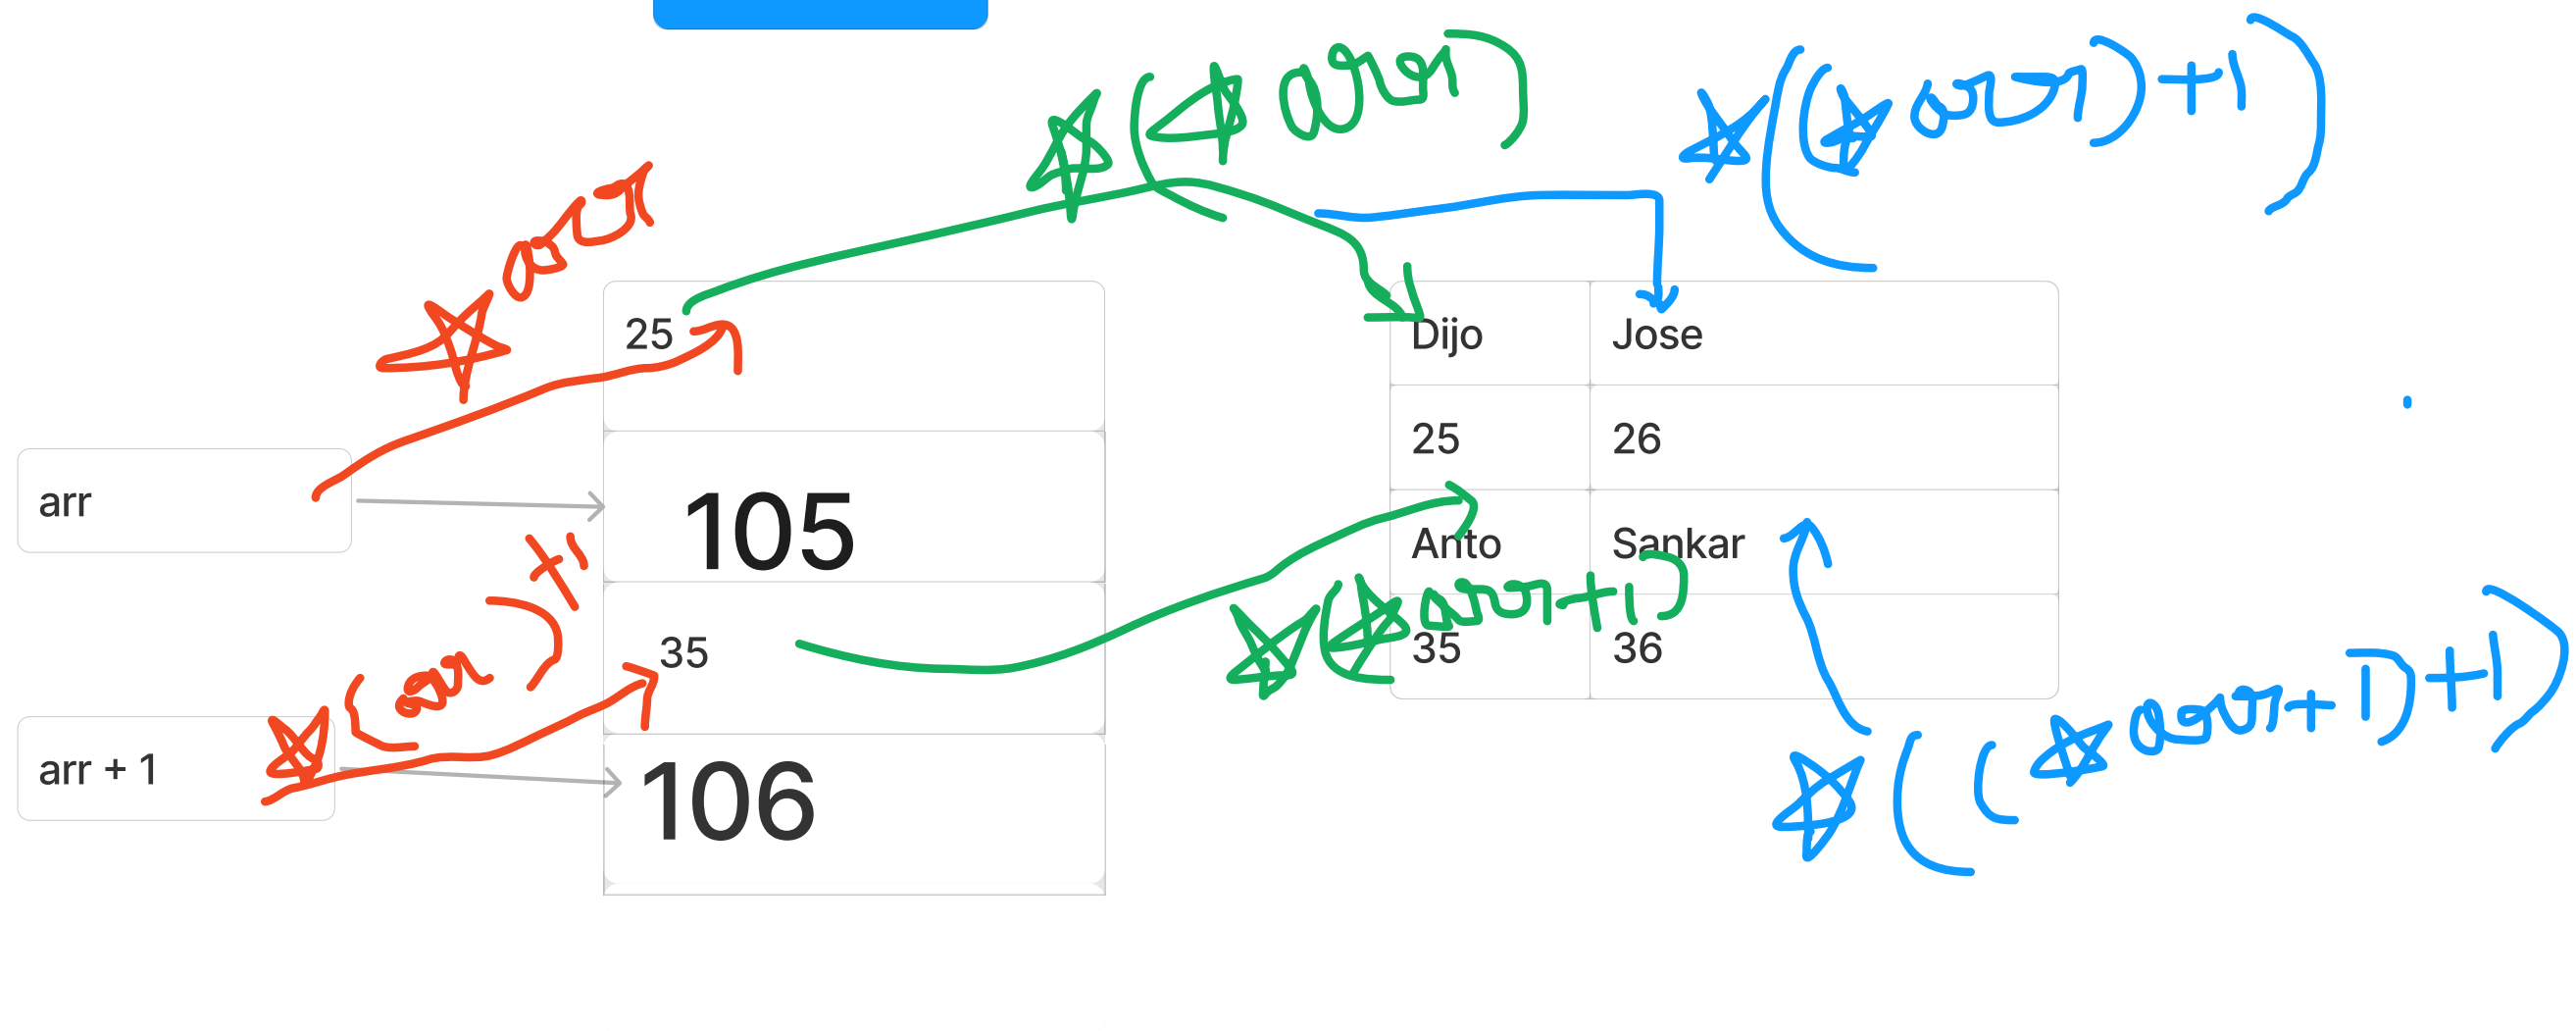 *(*arr)
*((*arr)+1)
*arr
25
Dijo
Jose
25
26
arr
105
Anto
Sankar
*(arr)+1
35
*(*arr+1)
35
36
arr + 1
106
*((*arr+1)+1)